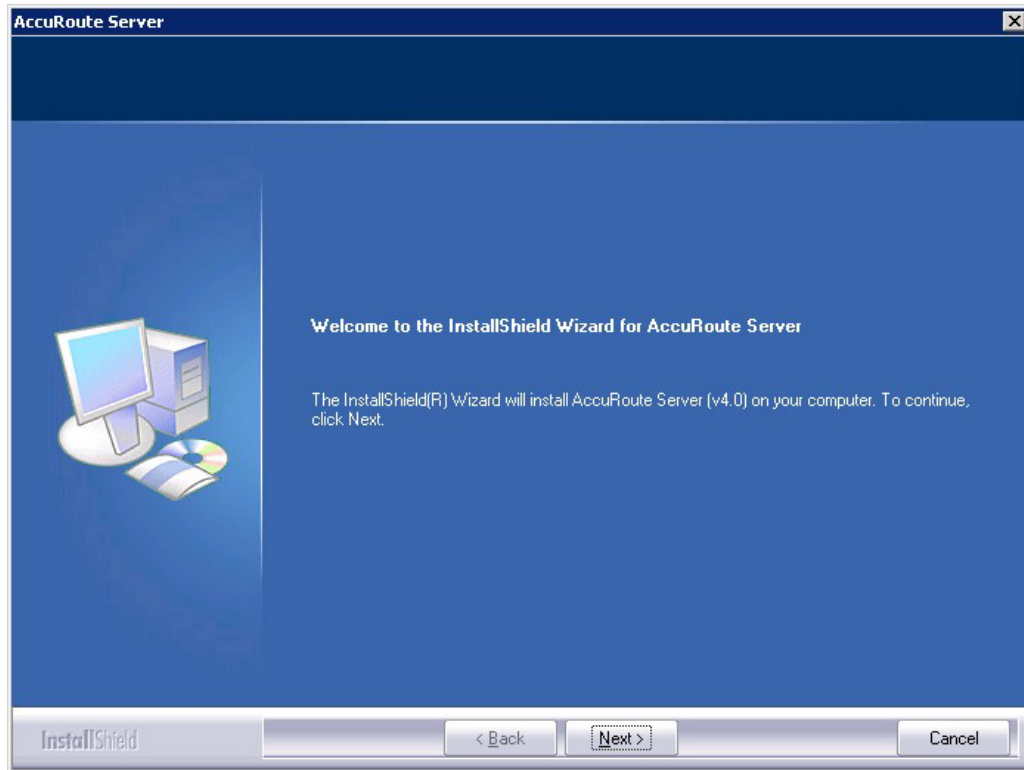 AccuRoute Server
Welcome to the InstallShield Wizard for AccuRoute Server
The InstallShield(R) Wizard will install AccuRoute Server (v4.0) on your computer. To continue,
click Next.
InstallShield
< Back
Next >
Cancel